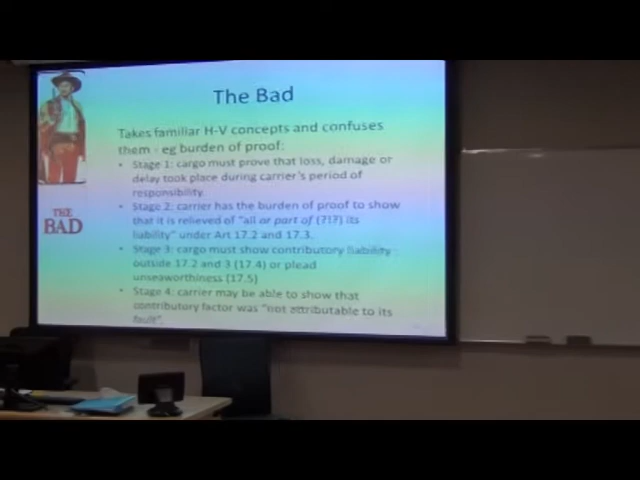 The Bad
Takes familiar H-V concepts and confuses
them - eg burden of proof:
• Stage 1: cargo must prove that loss, damage or
delay took place during carrier's period of
responsibility.
• Stage 2: carrier has the burden of proof to show
that it is relieved of "all or part of (?!?) its
liability" under Art 17.2 and 17.3.
• Stage 3: cargo must show contributory liability
outside 17.2 and 3 (17.4) or plead
unseaworthiness (17.5)
• Stage 4: carrier may be able to show that
contributory factor was "not attributable to its
fault"
THE
BAD